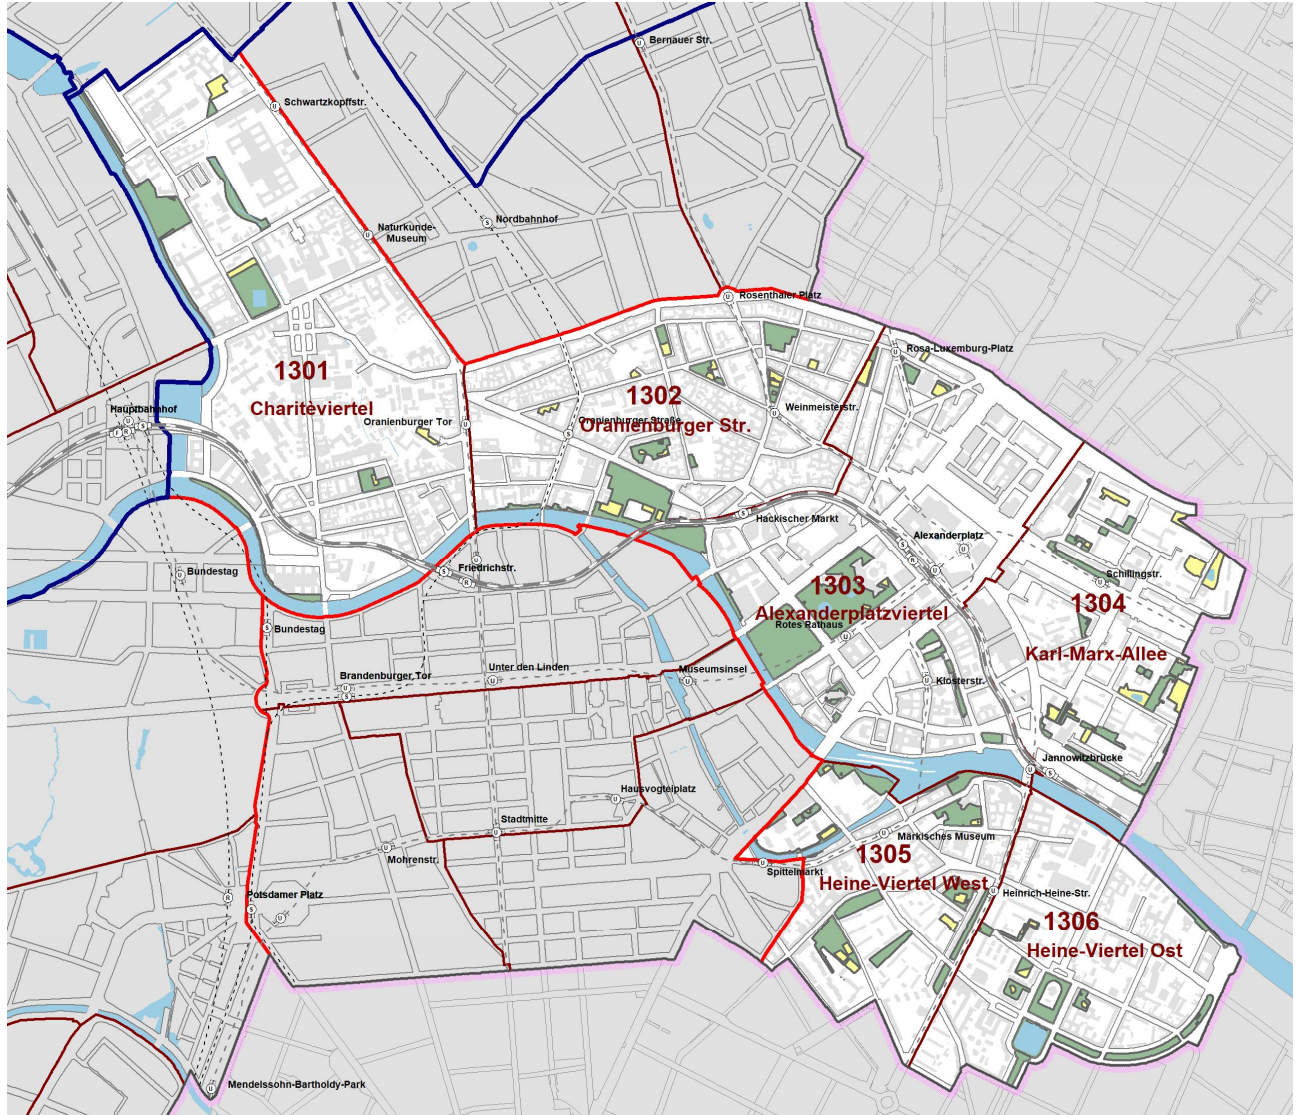 Bernauer Str.
Schwartzkopffstr.
Nordbahnhof
Naturkunde-
Museum
Rosenthaler Platz
Rosa-Luxemburg-Platz
1301
Chariteviertel
1302
Oranienburger Straße
Oranienburger Str.
Weinmeisterstr.
Hauptbahnhof
Oranienburger Tor
Hackischer Markt
Alexanderplatz
Friedrichstr.
Bundestag
Schillingstr.
1303
Alexanderplatzviertel
Rotes Rathaus
1304
Karl-Marx-Allee
Bundestag
Brandenburger Tor
Unter den Linden
Museumsinsel
Klosterstr.
Jannowitzbrücke
Hausvogteiplatz
Stadtmitte
Mohrenstr.
Märkisches Museum
1305
Heine-Viertel West
Spittelmarkt
Heinrich-Heine-Str.
Potsdamer Platz
1306
Heine-Viertel Ost
Mendelssohn-Bartholdy-Park
U
U
S
U
U
U
U
U
S
F
R
U
S
S
S
R
U
U
U
S
R
U
S
U
U
S
U
U
U
U
U
S
U
U
U
U
U
U
R
S
U
U